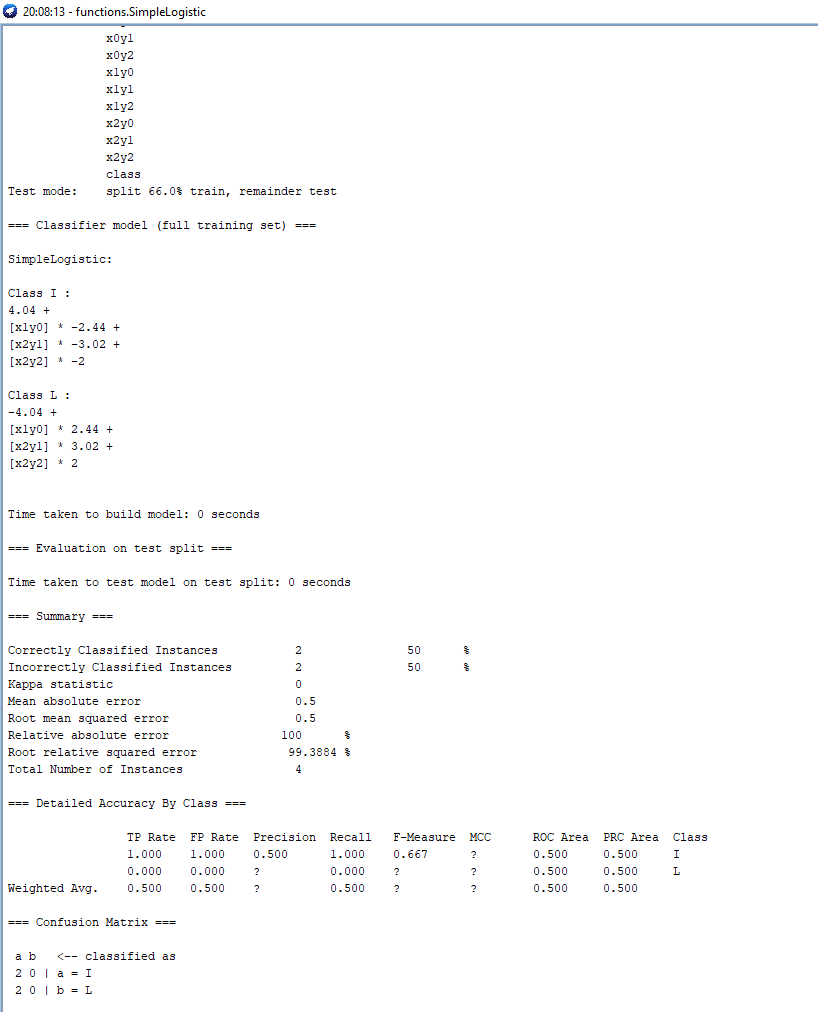 20:08:13 - functions.SimpleLogistic
x0y1
x0y2
x1y0
x1y1
x1y2
x2y0
x2y1
x2y2
class
Test mode:    split 66.0% train, remainder test
=== Classifier model (full training set) ===
SimpleLogistic:
Class I :
4.04 +
[x1y0] * -2.44 +
[x2y1] * -3.02 +
[x2y2] * -2
Class L :
-4.04 +
[x1y0] * 2.44 +
[x2y1] * 3.02 +
[x2y2] * 2
Time taken to build model: 0 seconds
=== Evaluation on test split ===
Time taken to test model on test split: 0 seconds
=== Summary ===
Correctly Classified Instances           2               50      %
Incorrectly Classified Instances         2               50      %
Kappa statistic                          0
Mean absolute error                      0.5
Root mean squared error                  0.5
Relative absolute error                100      %
Root relative squared error             99.3884 %
Total Number of Instances                4
=== Detailed Accuracy By Class ===
TP Rate  FP Rate  Precision  Recall   F-Measure  MCC      ROC Area  PRC Area  Class
1.000    1.000    0.500      1.000    0.667      ?        0.500     0.500     I
0.000    0.000    ?          0.000    ?          ?        0.500     0.500     L
Weighted Avg.    0.500    0.500    ?          0.500    ?          ?        0.500     0.500
=== Confusion Matrix ===
a b   <-- classified as
2 0 | a = I
2 0 | b = L